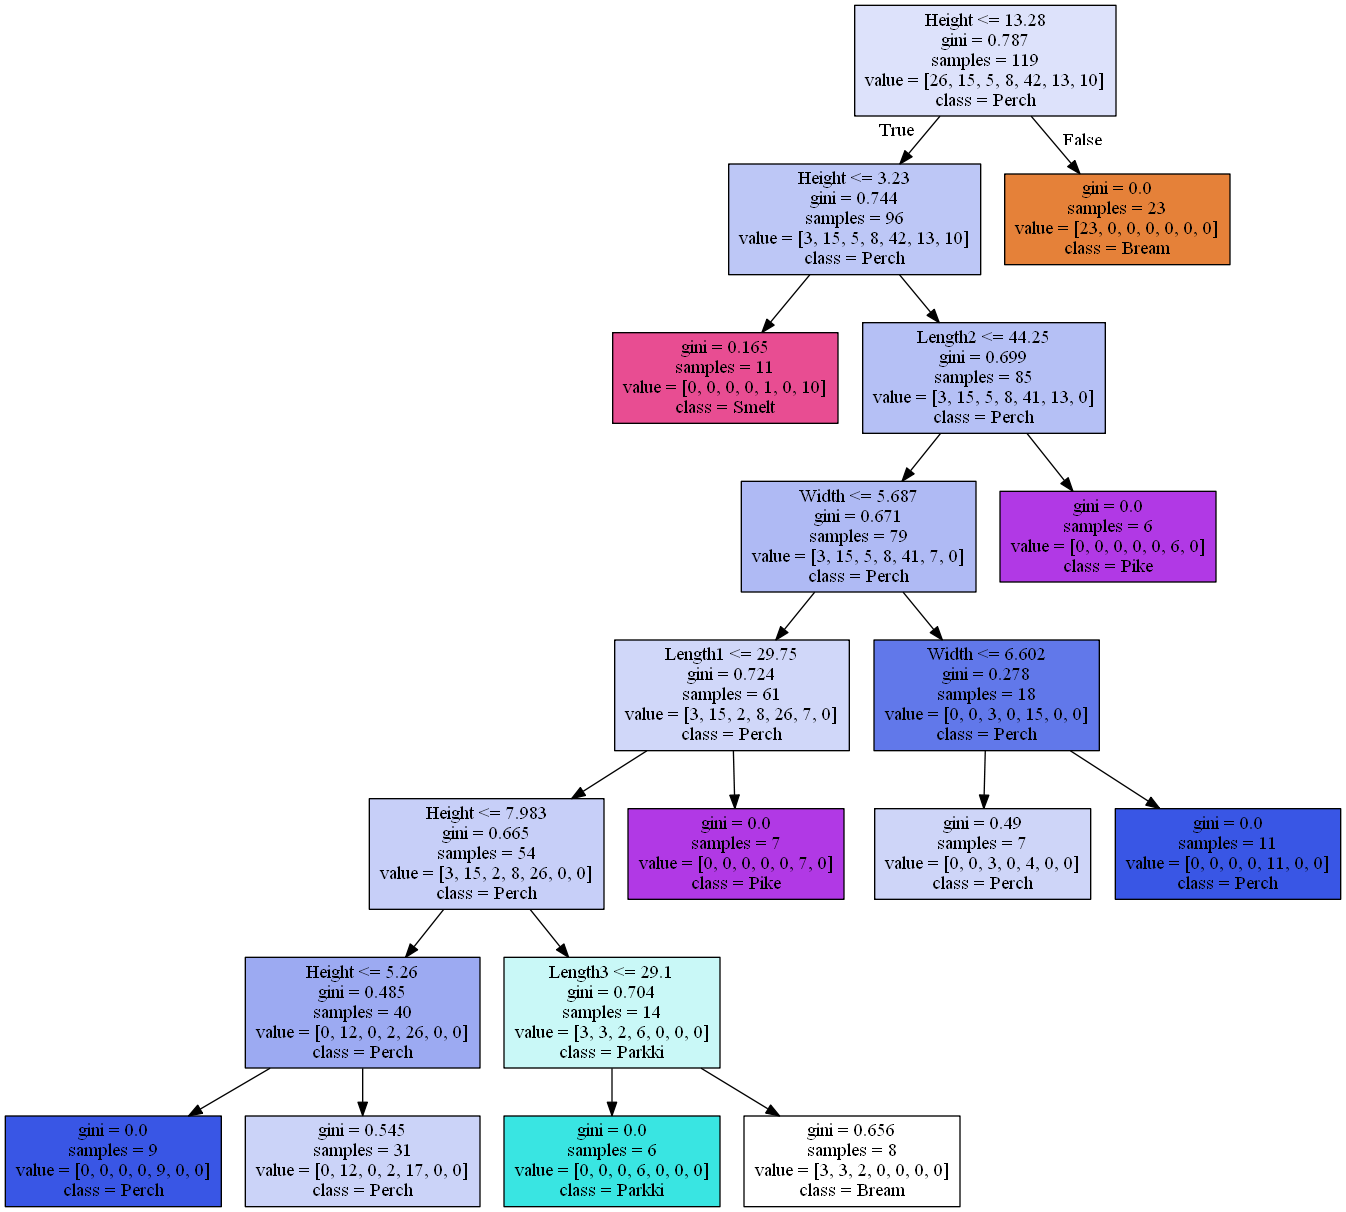 Height <= 13.28
gini = 0.787
samples = 119
value = [26, 15, 5, 8, 42, 13, 10]
class = Perch
True
False
Height <= 3.23
gini = 0.744
samples = 96
value = [3, 15, 5, 8, 42, 13, 10]
class = Perch
gini = 0.0
samples = 23
value = [23, 0, 0, 0, 0, 0, 0]
class = Bream
gini = 0.165
samples = 11
value = [0, 0, 0, 0, 1, 0, 10]
class = Smelt
Length2 <= 44.25
gini = 0.699
samples = 85
value = [3, 15, 5, 8, 41, 13, 0]
class = Perch
Width <= 5.687
gini = 0.671
samples = 79
value = [3, 15, 5, 8, 41, 7, 0]
class = Perch
gini = 0.0
samples = 6
value = [0, 0, 0, 0, 0, 6, 0]
class = Pike
Length1 <= 29.75
gini = 0.724
samples = 61
value = [3, 15, 2, 8, 26, 7, 0]
class = Perch
Width <= 6.602
gini = 0.278
samples = 18
value = [0, 0, 3, 0, 15, 0, 0]
class = Perch
Height <= 7.983
gini = 0.665
samples = 54
value = [3, 15, 2, 8, 26, 0, 0]
class = Perch
gini = 0.0
samples = 7
value = [0, 0, 0, 0, 0, 7, 0]
class = Pike
gini = 0.49
samples = 7
value = [0, 0, 3, 0, 4, 0, 0]
class = Perch
gini = 0.0
samples = 11
value = [0, 0, 0, 0, 11, 0, 0]
class = Perch
Height <= 5.26
gini = 0.485
samples = 40
value = [0, 12, 0, 2, 26, 0, 0]
class = Perch
Length3 <= 29.1
gini = 0.704
samples = 14
value = [3, 3, 2, 6, 0, 0, 0]
class = Parkki
gini = 0.0
samples = 9
value = [0, 0, 0, 0, 9, 0, 0]
class = Perch
gini = 0.545
samples = 31
value = [0, 12, 0, 2, 17, 0, 0]
class = Perch
gini = 0.0
samples = 6
value = [0, 0, 0, 6, 0, 0, 0]
class = Parkki
gini = 0.656
samples = 8
value = [3, 3, 2, 0, 0, 0, 0]
class = Bream